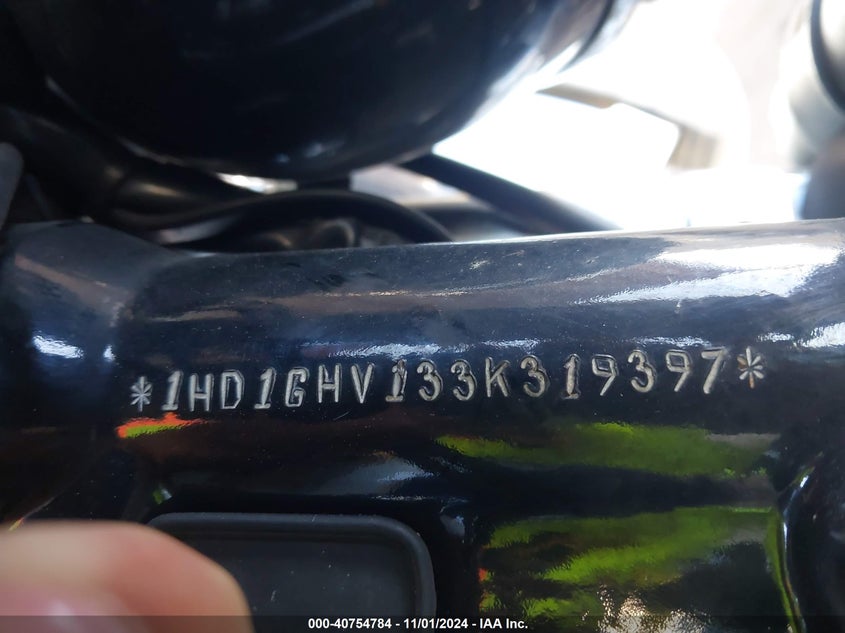 *1HD1GHV133K319397*
000-40754784 - 11/01/2024 - IAA Inc.